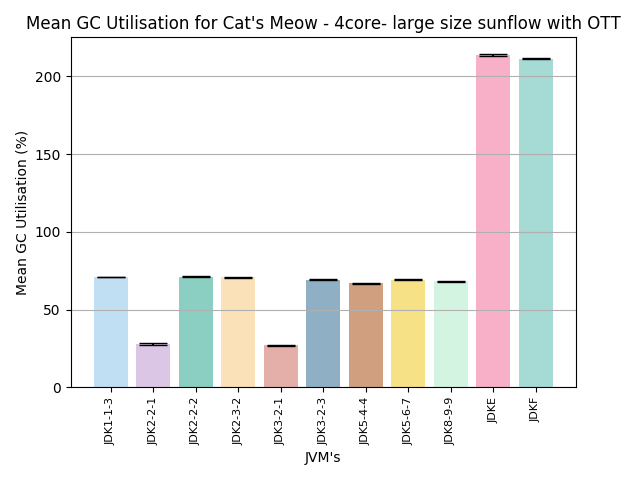 Mean GC Utilisation for Cat's Meow - 4core- large size sunflow with OTT
Mean GC Utilisation (%)
200
150
100
50
0
JDK1-1-3
JDK2-2-1
JDK2-2-2
JDK2-3-2
JDK3-2-1
JDK3-2-3
JDK5-4-4
JDK5-6-7
JDK8-9-9
JDKE
JDKF
JVM's